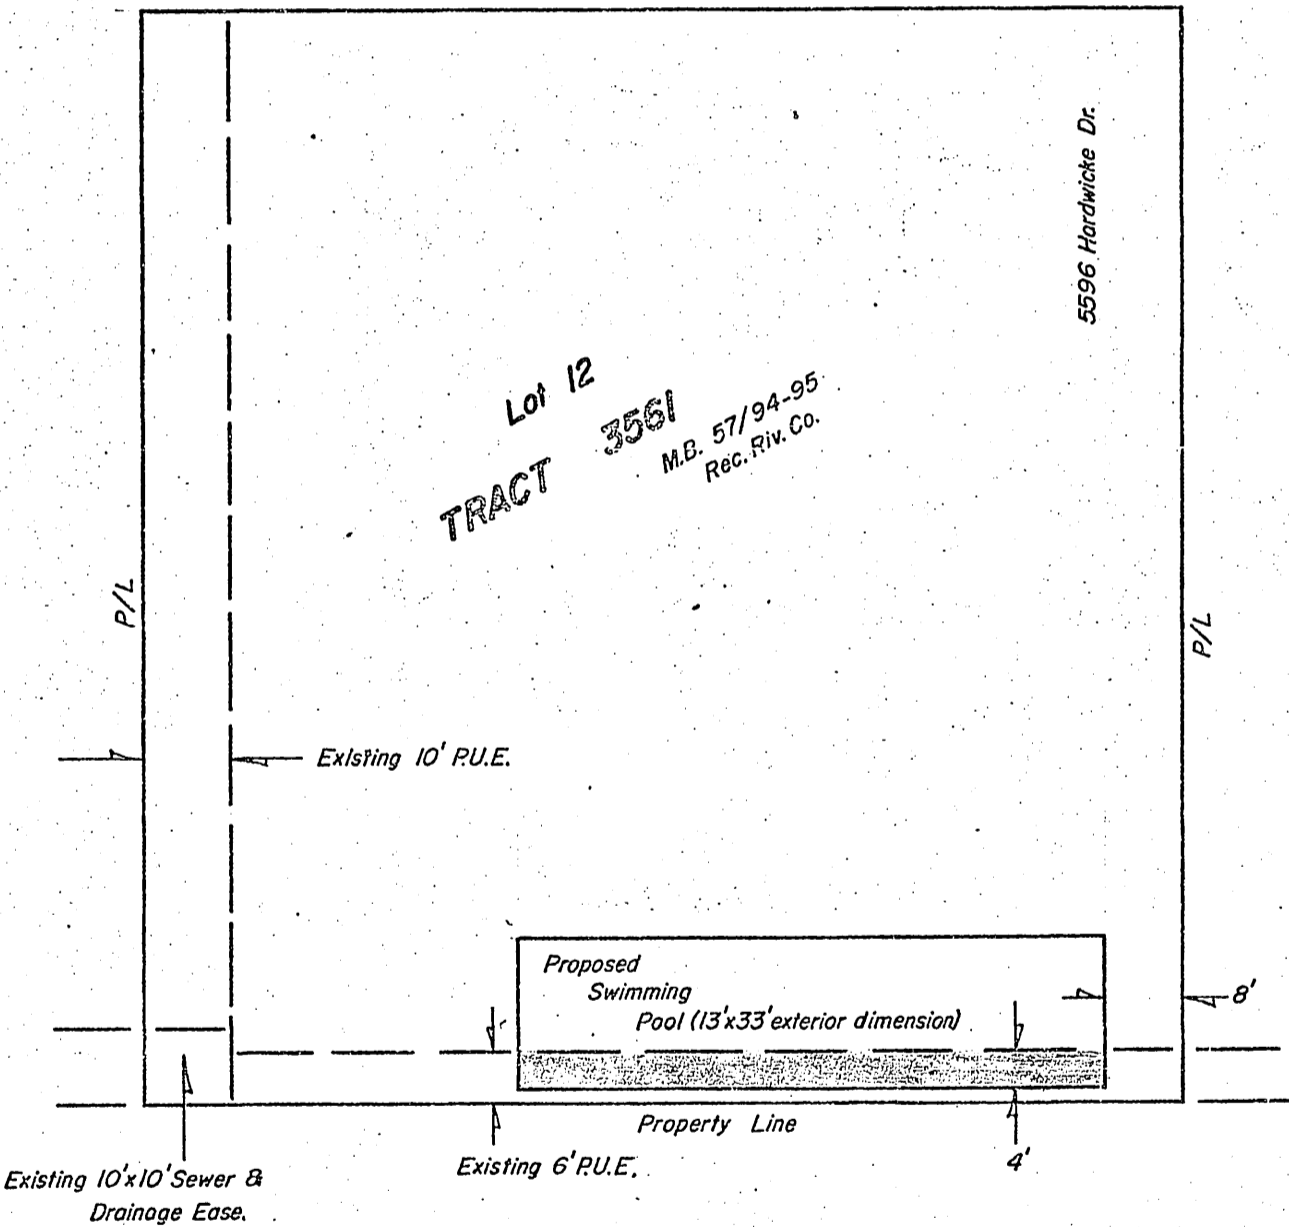 5596 Hardwicke Dr.
Lot 12
TRACT 3561
M.B. 57/94-95
Rec. Riv. Co.
P/L
P/L
Existing 10' P.U.E.
Proposed
Swimming
Pool (13'x33' exterior dimension)
8'
Property Line
Existing 6' P.U.E.
4'
Existing 10'x10' Sewer &
Drainage Ease.